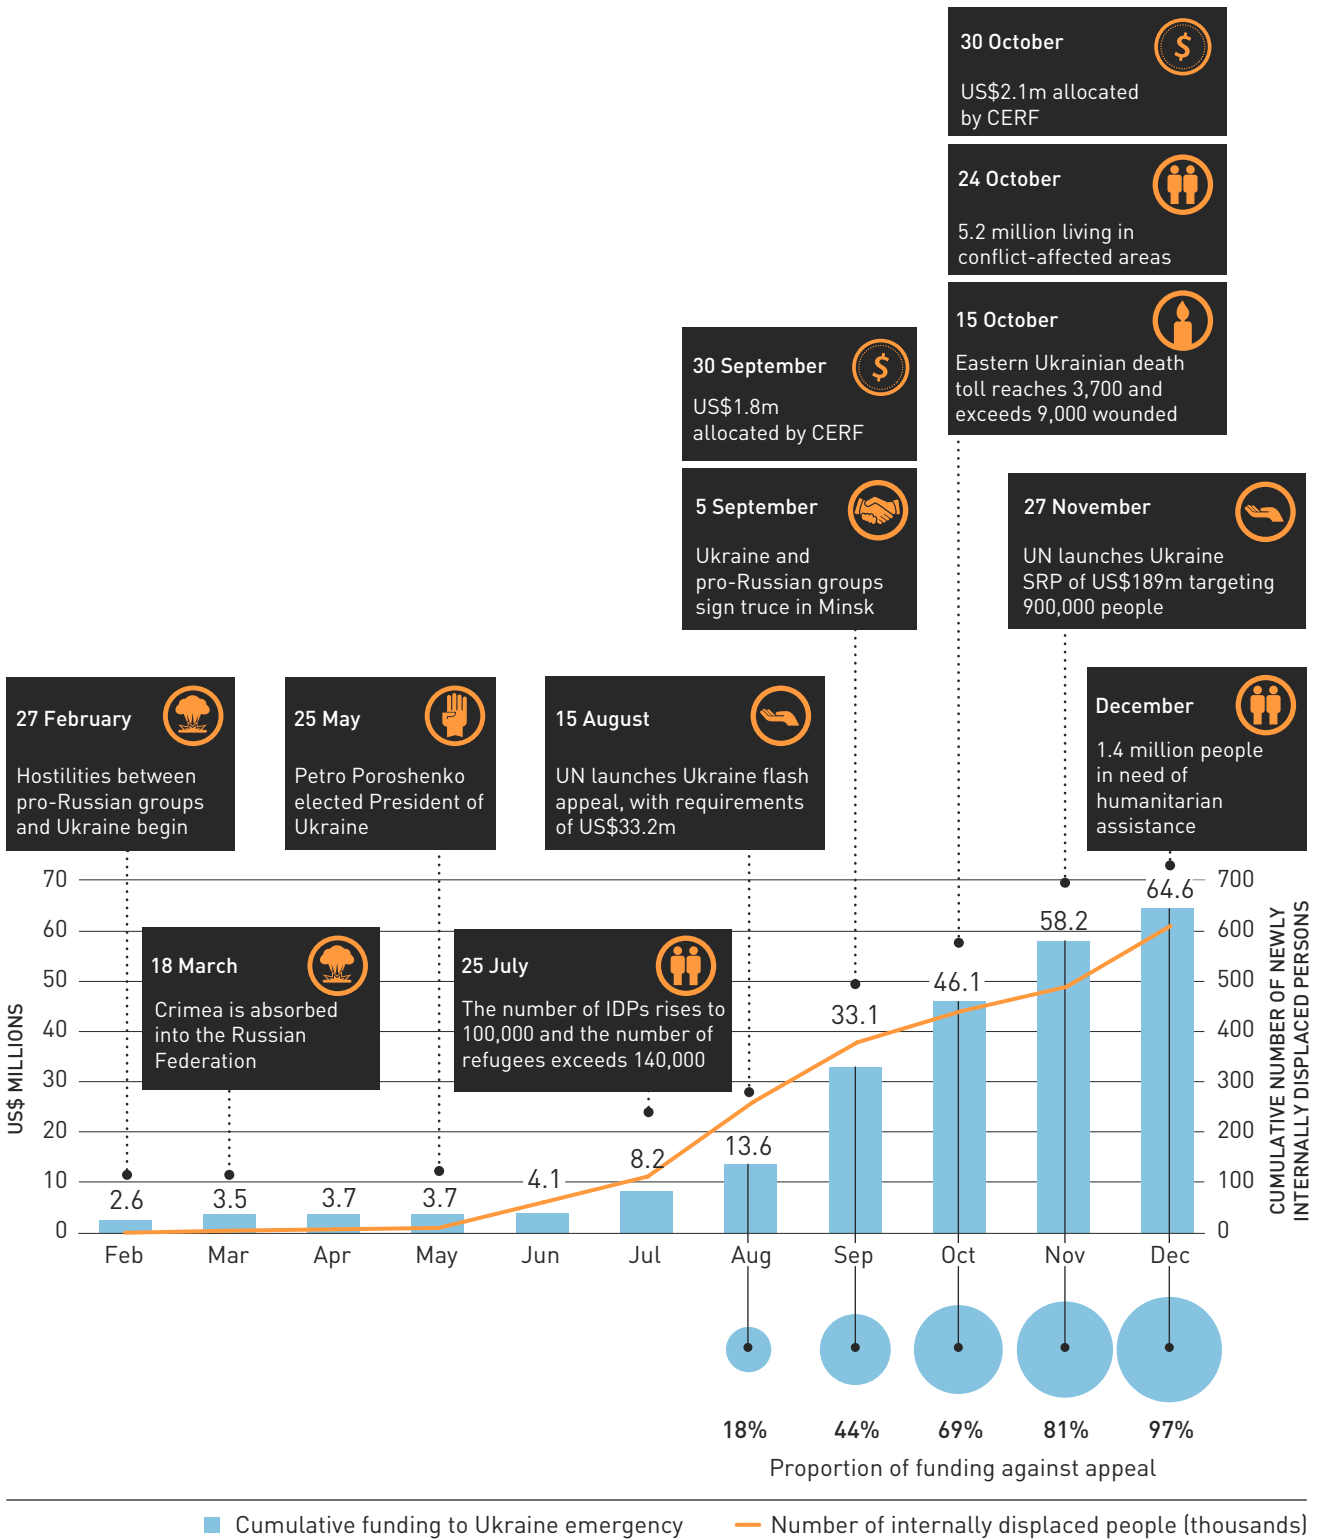 30 October
US$2.1m allocated
by CERF
24 October
5.2 million living in
conflict-affected areas
15 October
Eastern Ukrainian death
toll reaches 3,700 and
exceeds 9,000 wounded
30 September
US$1.8m
allocated by CERF
5 September
Ukraine and
pro-Russian groups
sign truce in Minsk
27 November
UN launches Ukraine
SRP of US$189m targeting
900,000 people
27 February
Hostilities between
pro-Russian groups
and Ukraine begin
25 May
Petro Poroshenko
elected President of
Ukraine
15 August
UN launches Ukraine flash
appeal, with requirements
of US$33.2m
December
1.4 million people
in need of
humanitarian
assistance
18 March
Crimea is absorbed
into the Russian
Federation
25 July
The number of IDPs rises to
100,000 and the number of
refugees exceeds 140,000
US$ MILLIONS
70
60
50
40
30
20
10
0
2.6
3.5
3.7
3.7
4.1
8.2
13.6
33.1
46.1
58.2
64.6
700
600
500
400
300
200
100
0
CUMULATIVE NUMBER OF NEWLY
INTERNALLY DISPLACED PERSONS
Feb Mar Apr May Jun Jul Aug Sep Oct Nov Dec
18% 44% 69% 81% 97%
Proportion of funding against appeal
Cumulative funding to Ukraine emergency
Number of internally displaced people (thousands)